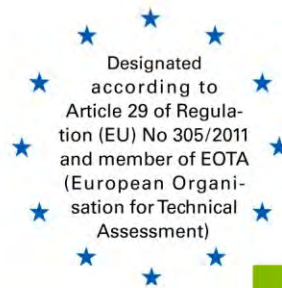 Designated
according to
Article 29 of Regula-
tion (EU) No 305/2011
and member of EOTA
(European Organi-
sation for Technical
Assessment)